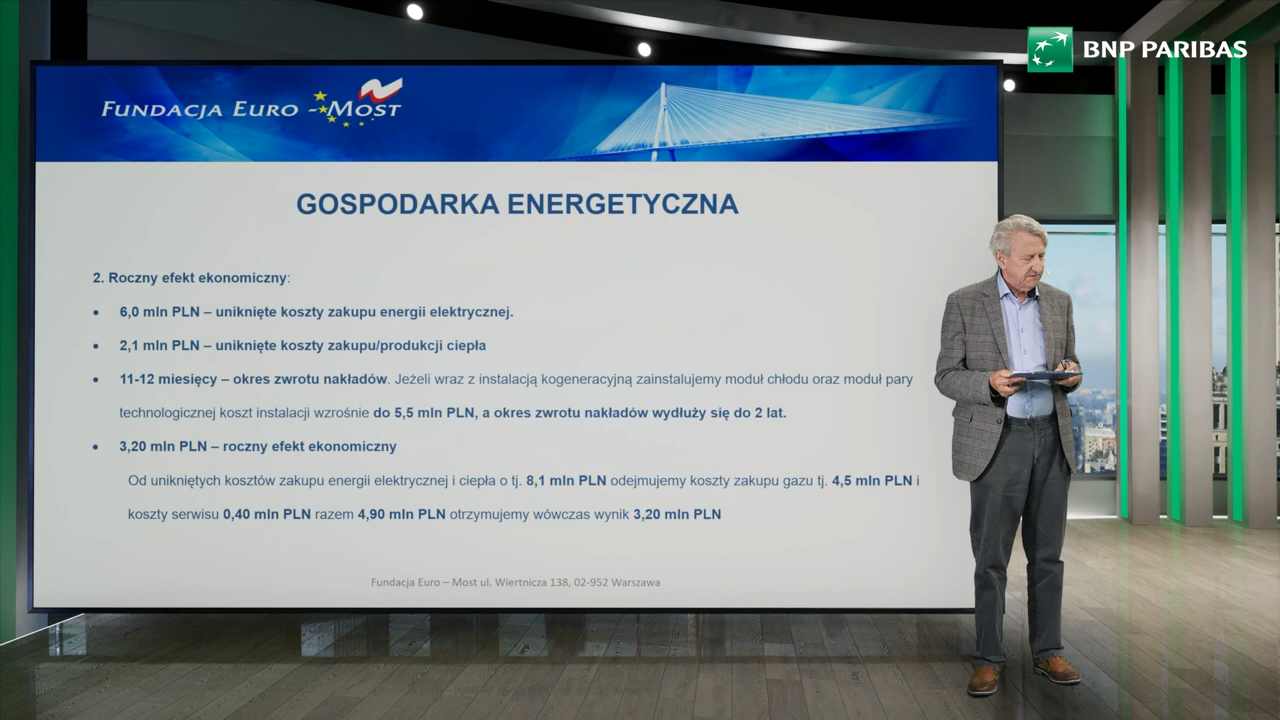 BNP PARIBAS
FUNDACJA EURO - MOST
GOSPODARKA ENERGETYCZNA
2. Roczny efekt ekonomiczny:
• 6,0 mln PLN – uniknięte koszty zakupu energii elektrycznej.
• 2,1 mln PLN – uniknięte koszty zakupu/produkcji ciepła
• 11-12 miesięcy – okres zwrotu nakładów. Jeżeli wraz z instalacją kogeneracyjną zainstalujemy moduł chłodu oraz moduł pary
technologicznej koszt instalacji wzrośnie do 5,5 mln PLN, a okres zwrotu nakładów wydłuży się do 2 lat.
• 3,20 mln PLN – roczny efekt ekonomiczny
Od unikniętych kosztów zakupu energii elektrycznej i ciepła o tj. 8,1 mln PLN odejmujemy koszty zakupu gazu tj. 4,5 mln PLN i
koszty serwisu 0,40 mln PLN razem 4,90 mln PLN otrzymujemy wówczas wynik 3,20 mln PLN
Fundacja Euro – Most ul. Wiertnicza 138, 02-952 Warszawa